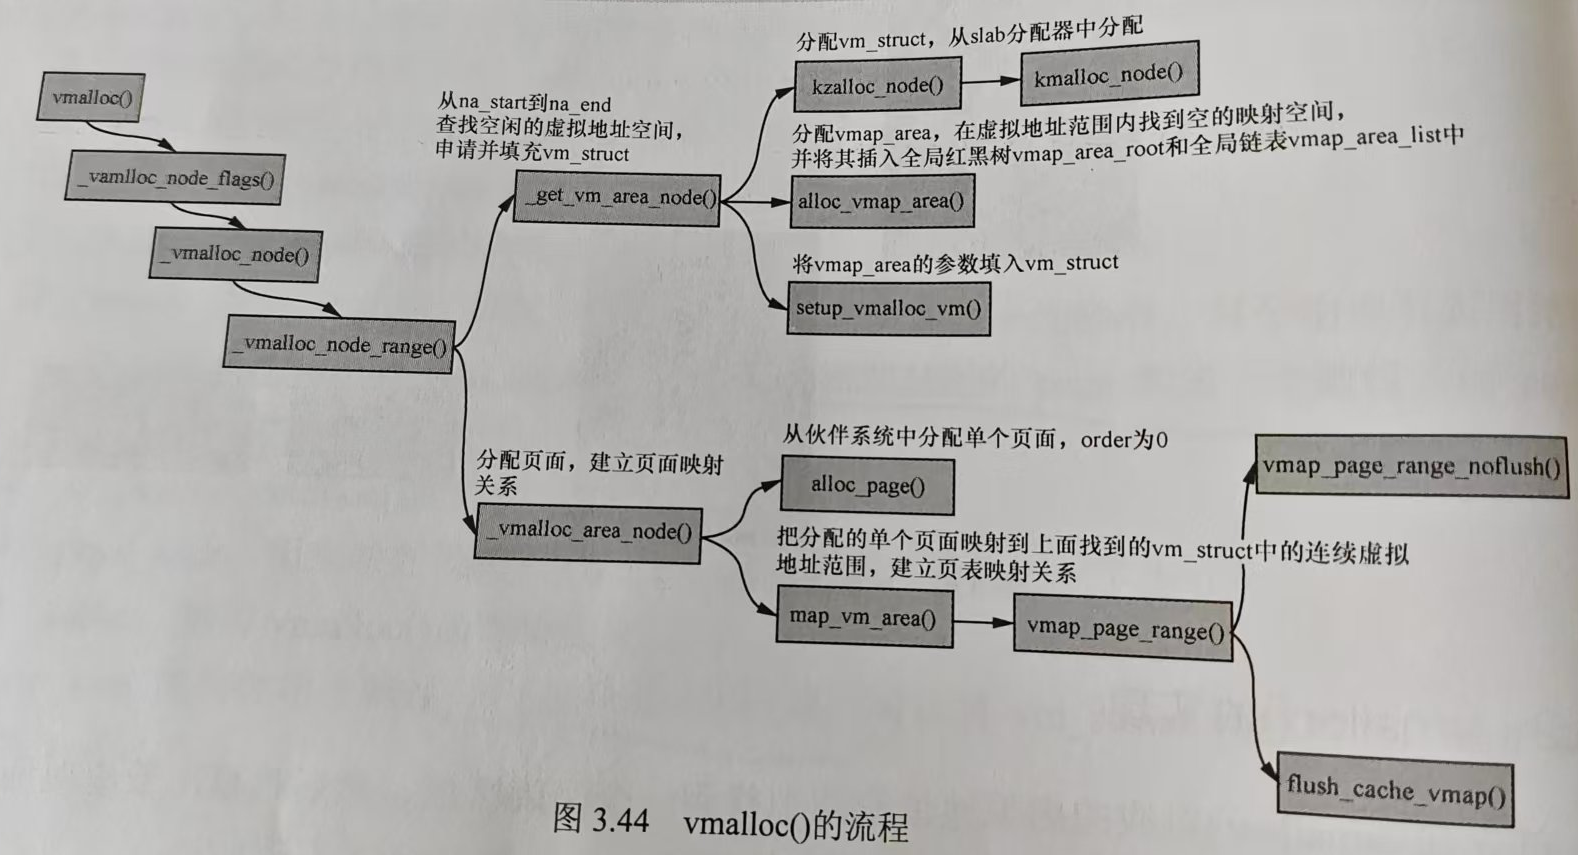 vmalloc()
_vamlloc_node_flags()
_vmalloc_node()
_vmalloc_node_range()
从na_start到na_end
查找空闲的虚拟地址空间，
申请并填充vm_struct
_get_vm_area_node()
分配vm_struct，从slab分配器中分配
kzalloc_node()
kmalloc_node()
分配vmap_area，在虚拟地址范围内找到空的映射空间，
并将其插入全局红黑树vmap_area_root和全局链表vmap_area_list中
alloc_vmap_area()
将vmap_area的参数填入vm_struct
setup_vmalloc_vm()
分配页面，建立页面映射
关系
_vmalloc_area_node()
从伙伴系统中分配单个页面，order为0
alloc_page()
把分配的单个页面映射到上面找到的vm_struct中的连续虚拟
地址范围，建立页表映射关系
map_vm_area()
vmap_page_range()
vmap_page_range_noflush()
flush_cache_vmap()
图 3.44 vmalloc()的流程